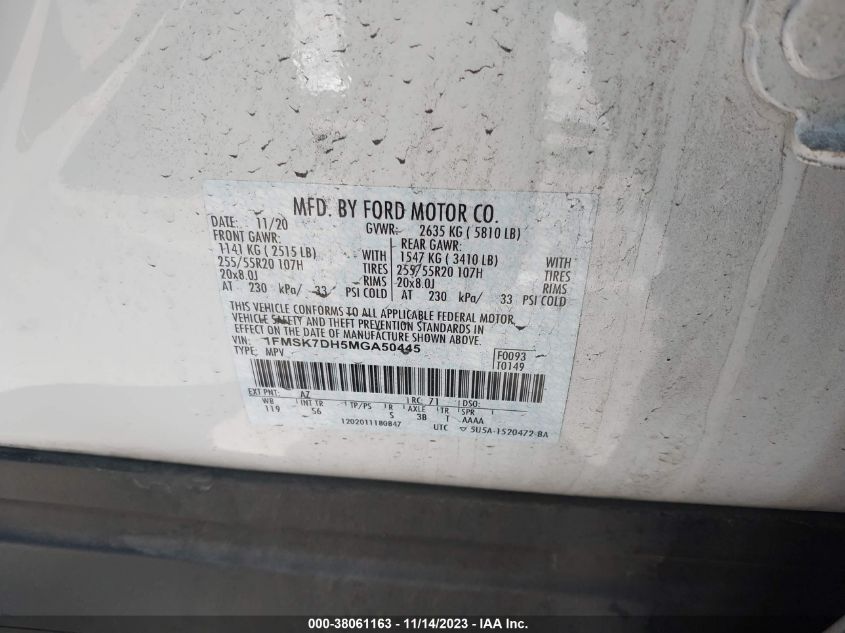 MFD. BY FORD MOTOR CO.
DATE: 11/20 GVWR: 2635 KG ( 5810 LB)
FRONT GAWR: REAR GAWR:
1141 KG ( 2515 LB) WITH 1547 KG ( 3410 LB) WITH
255/55R20 107H TIRES 255/55R20 107H TIRES
20x8.0J RIMS 20x8.0J RIMS
AT 230 kPa/ 33 PSI COLD AT 230 kPa/ 33 PSI COLD
THIS VEHICLE CONFORMS TO ALL APPLICABLE FEDERAL MOTOR
VEHICLE SAFETY AND THEFT PREVENTION STANDARDS IN
EFFECT ON THE DATE OF MANUFACTURE SHOWN ABOVE.
VIN: 1FMSK7DH5MGA50445 F0093
TYPE: MPV T0149
EXT PNT: AZ RC: 71 DSO:
WB INT TR TP/PS R AXLE TR SPR
119 S6 S 3B T AAAA
1202011180847 UTC 5U5A-1520472-BA
000-38061163 - 11/14/2023 - IAA Inc.